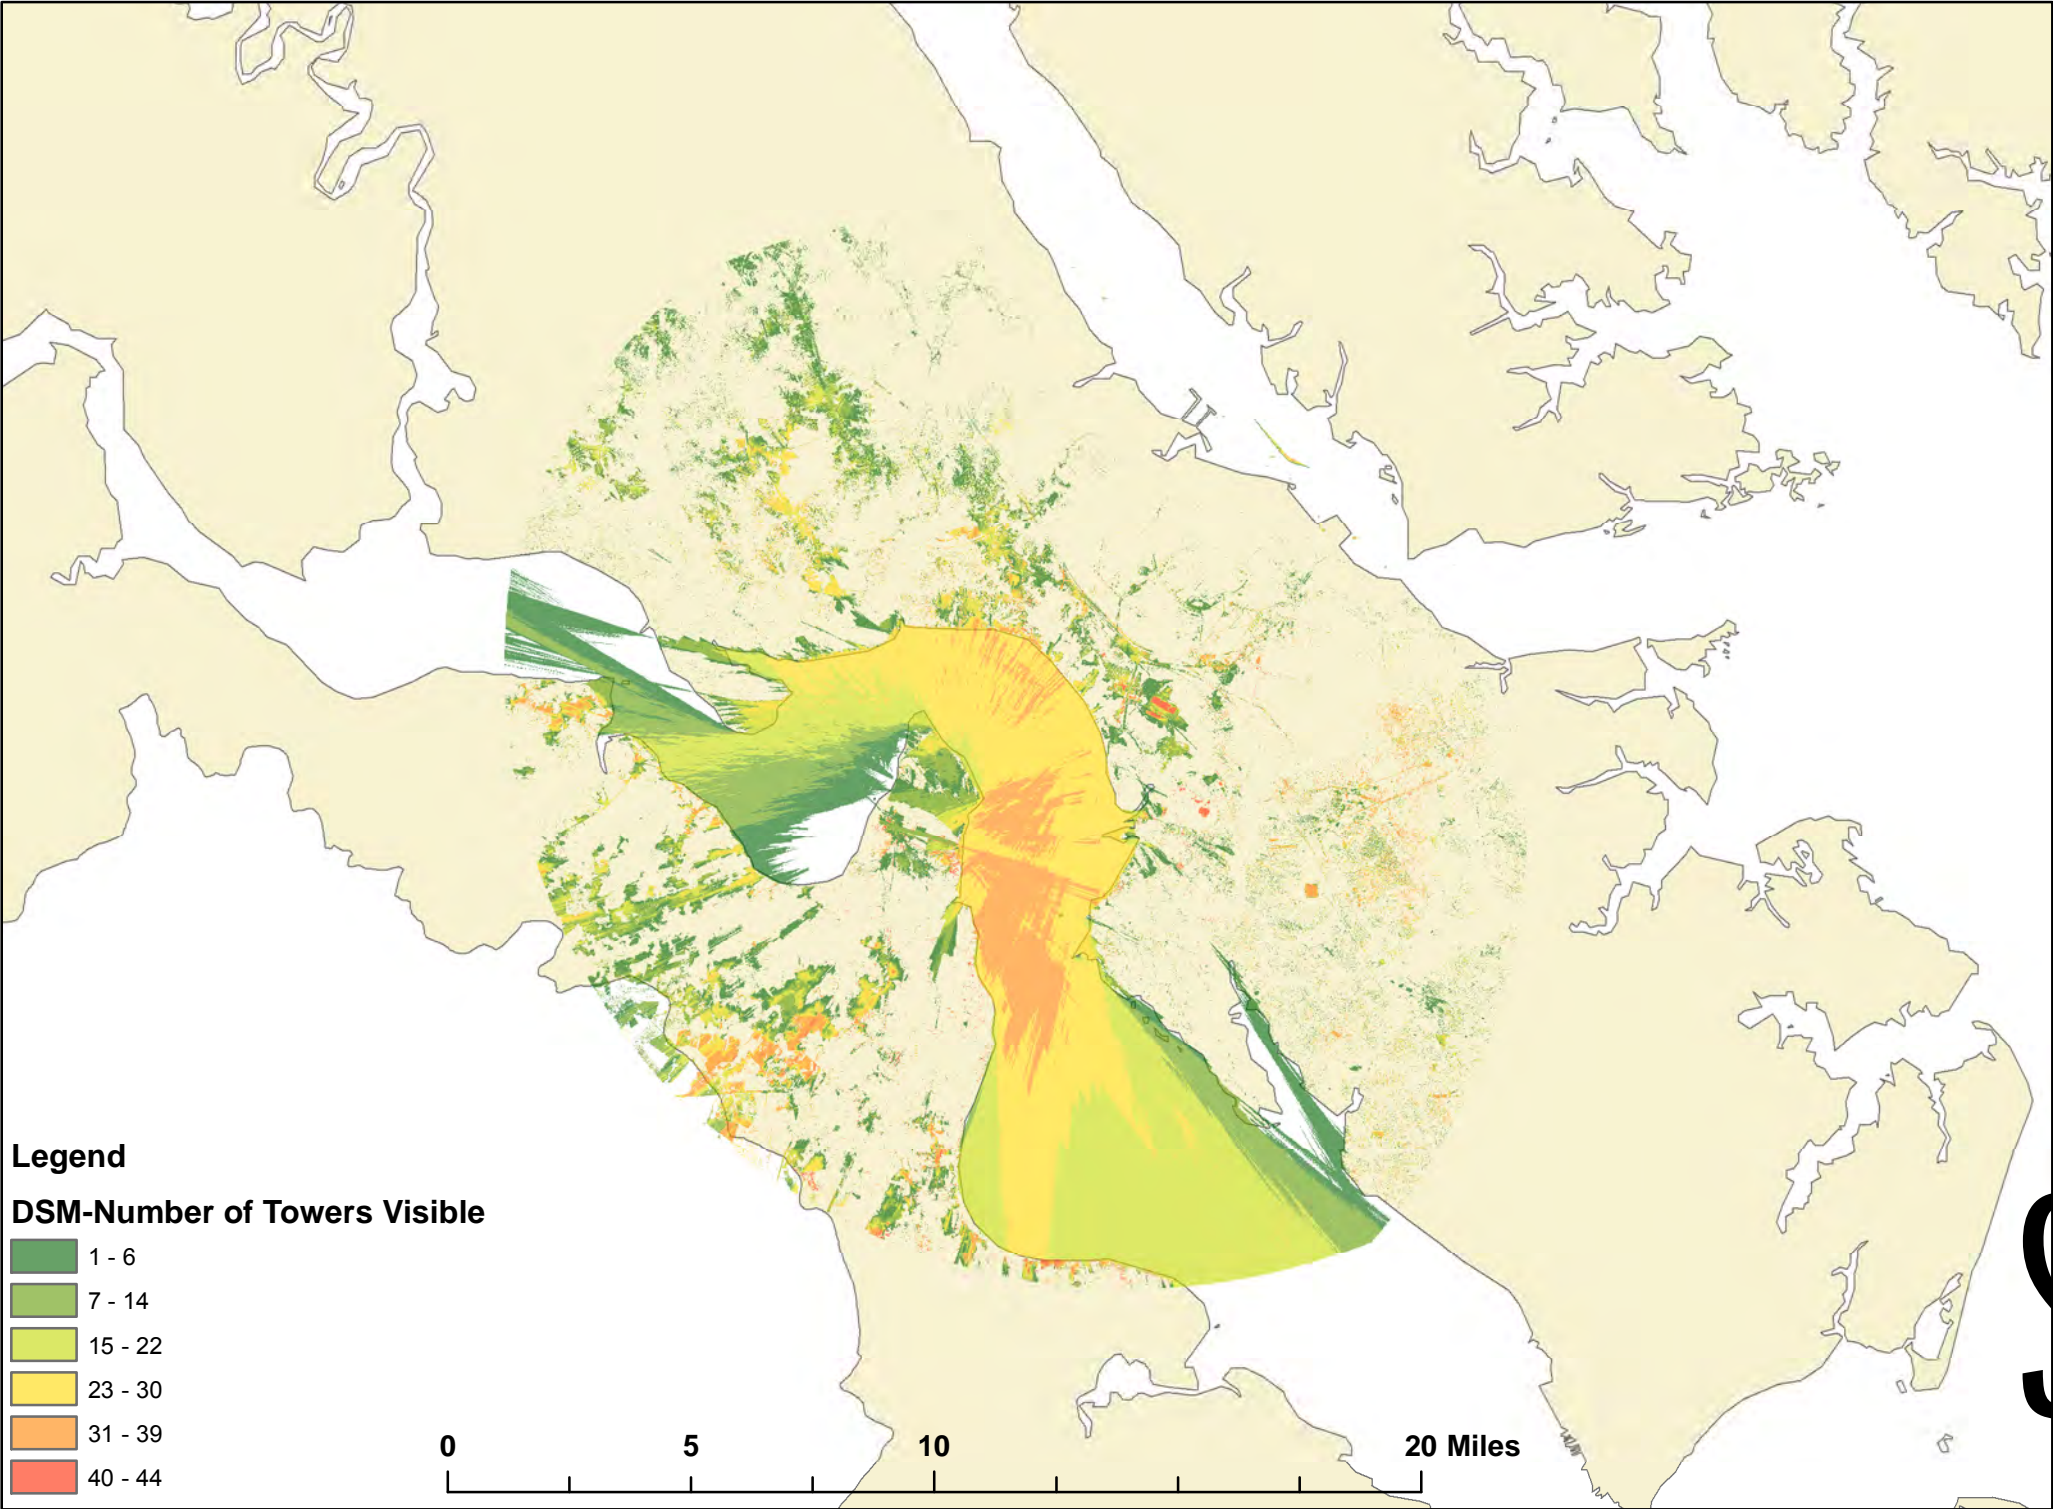 Legend
DSM-Number of Towers Visible
1 - 6
7 - 14
15 - 22
23 - 30
31 - 39
40 - 44
0 5 10 20 Miles